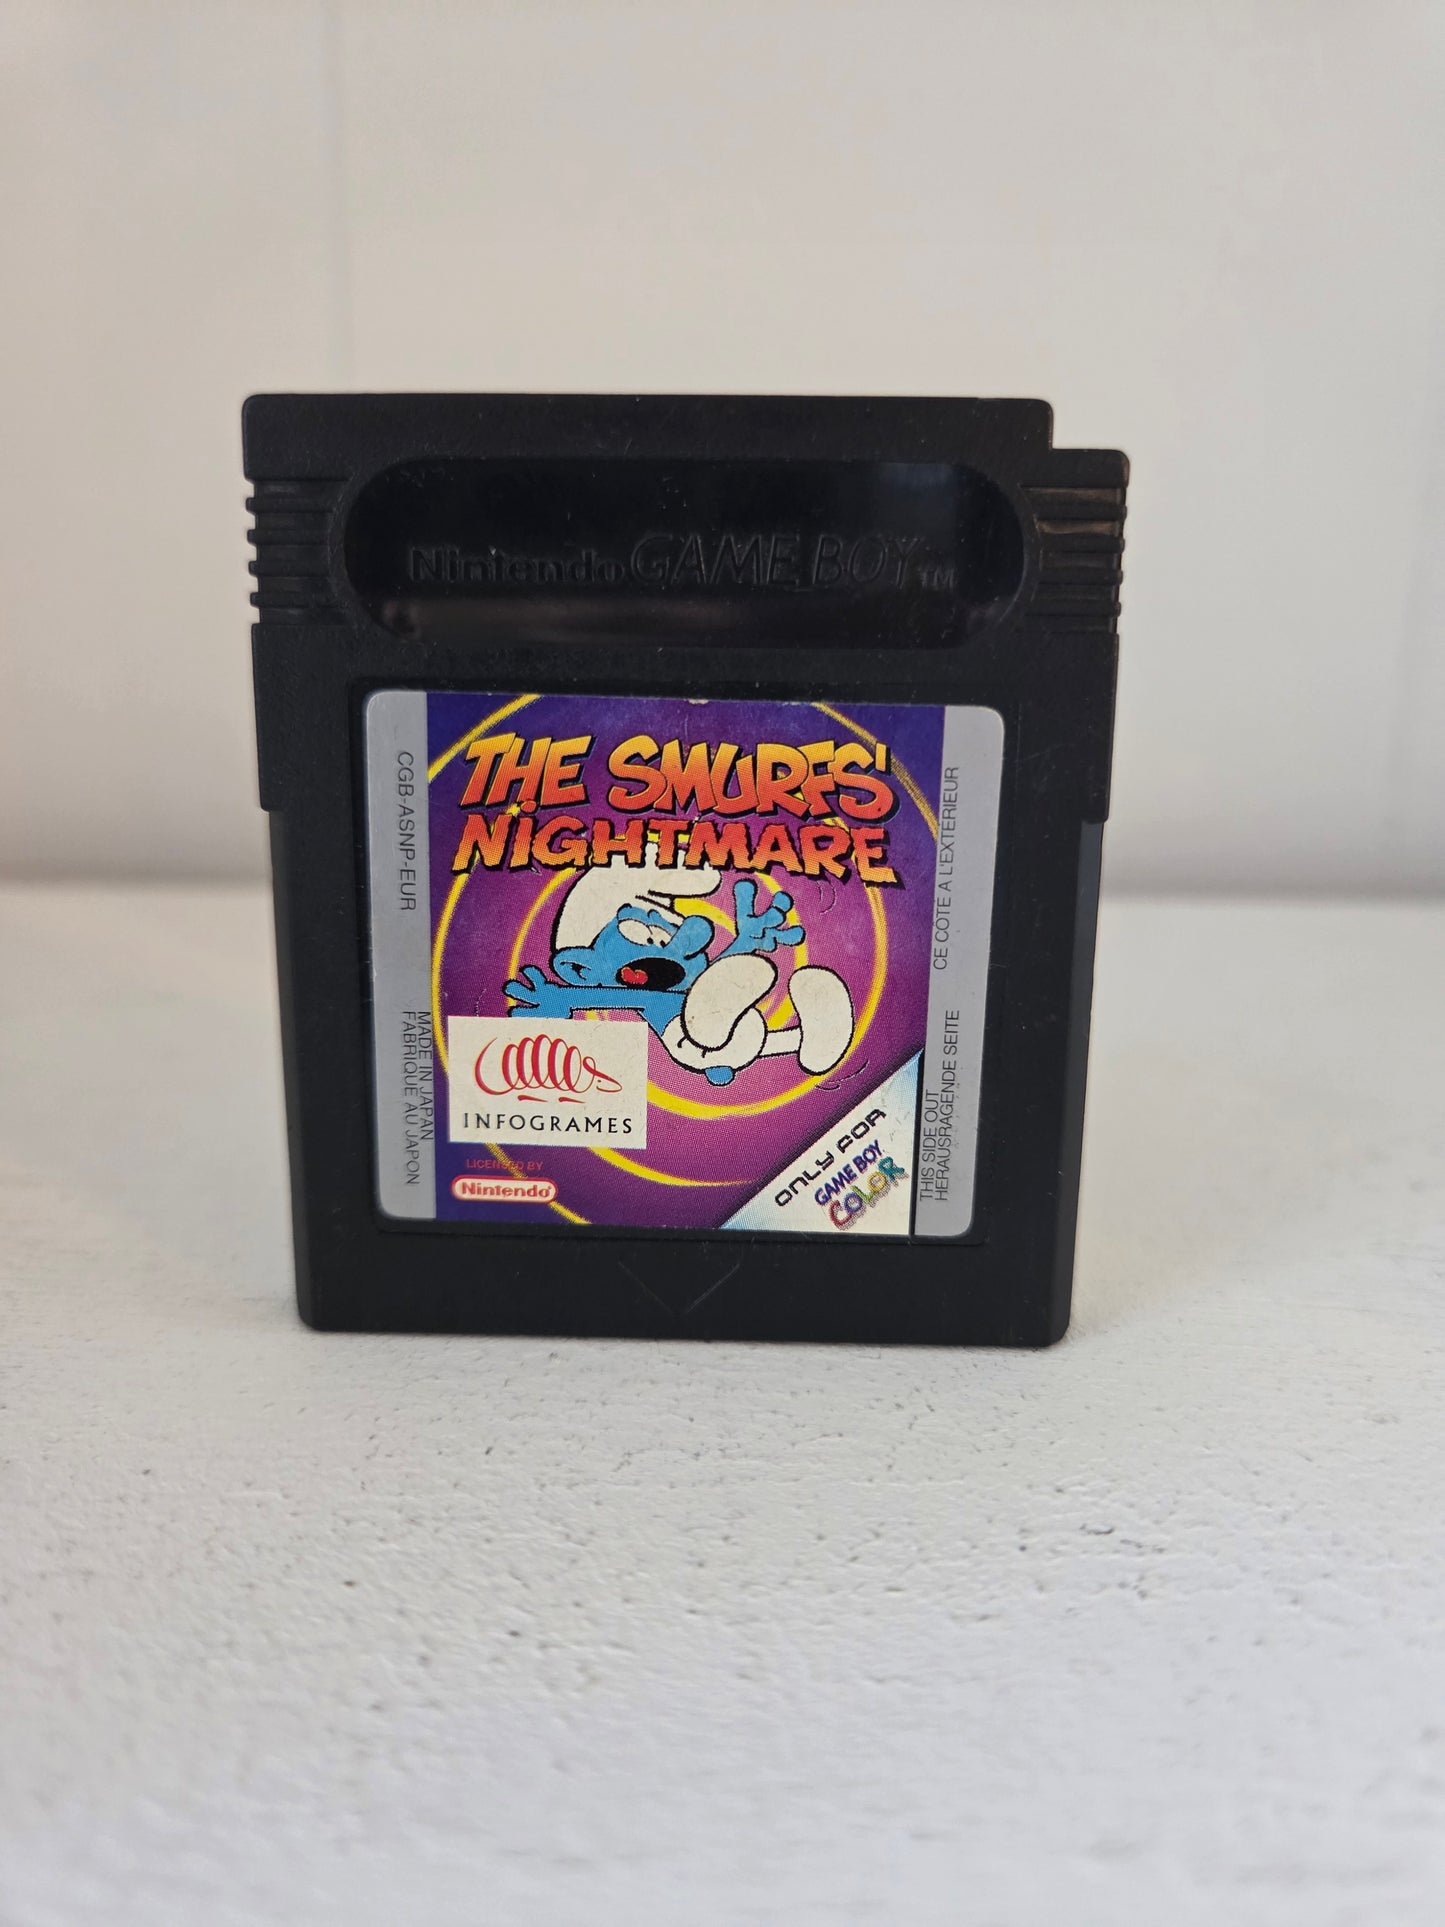 Nintendo GAME BOY TM
THE SMURFS'
NIGHTMARE
CGB-ASNP-EUR
MADE IN JAPAN
FABRIQUE AU JAPON
INFOGRAMES
LICENSED BY
Nintendo
ONLY FOR
GAME BOY
COLOR
CE COTÉ A L'EXTERIEUR
THIS SIDE OUT
HERAUSRAGENDE SEITE